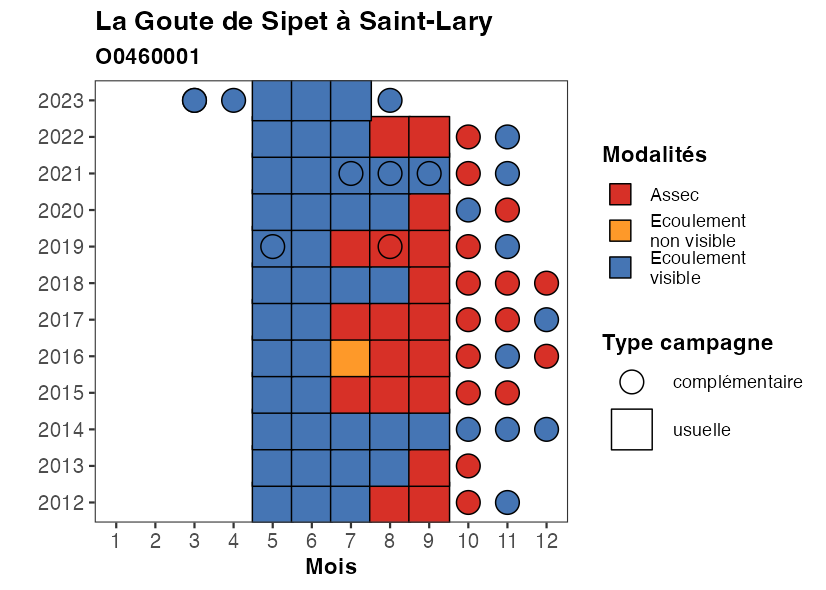 La Goute de Sipet à Saint-Lary
O0460001
2023
2022
2021
2020
2019
2018
2017
2016
2015
2014
2013
2012
1 2 3 4 5 6 7 8 9 10 11 12
Mois
Modalités
Assec
Ecoulement
non visible
Ecoulement
visible
Type campagne
complémentaire
usuelle